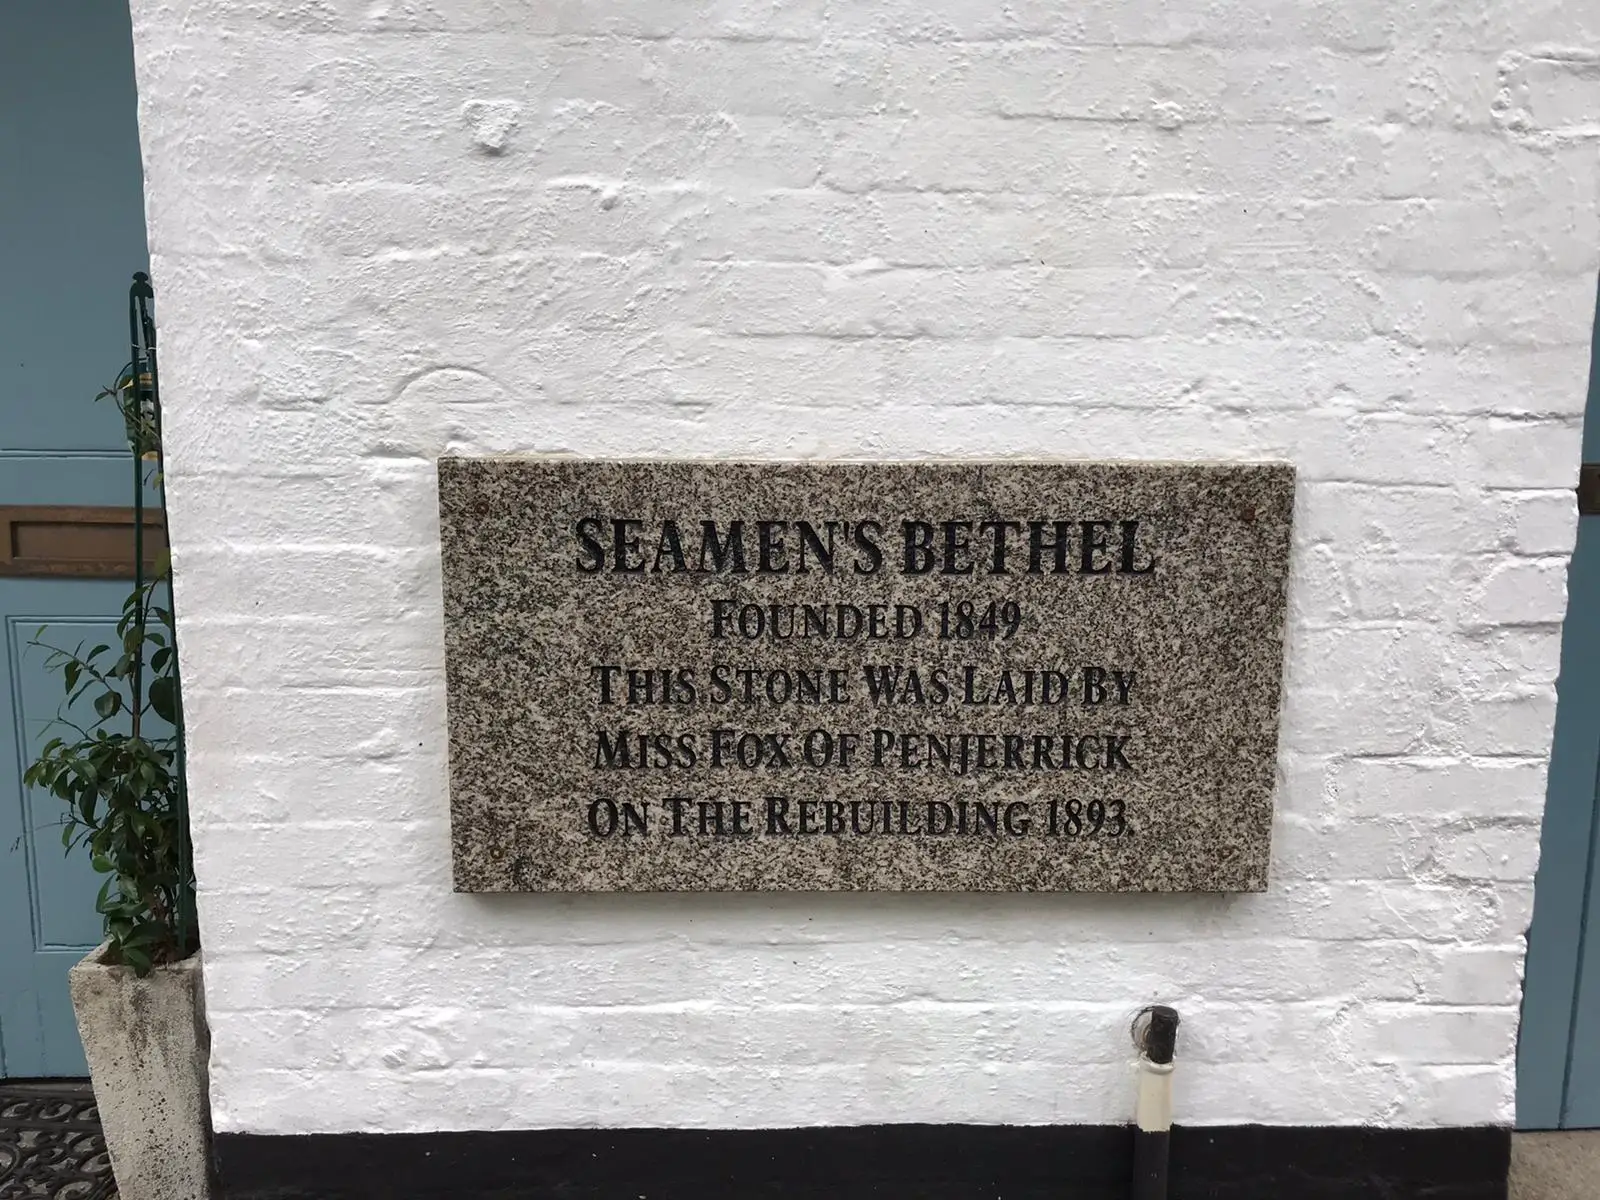 SEAMEN'S BETHEL
FOUNDED 1849
THIS STONE WAS LAID BY
MISS FOX OF PENJERRICK
ON THE REBUILDING 1893.